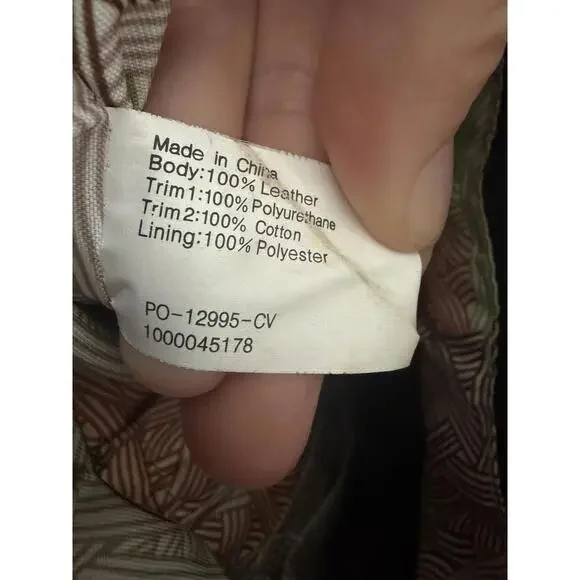 Made in China
Body:100% Leather
Trim1:100% Polyurethane
Trim2:100% Cotton
Lining:100% Polyester
PO-12995-CV
1000045178